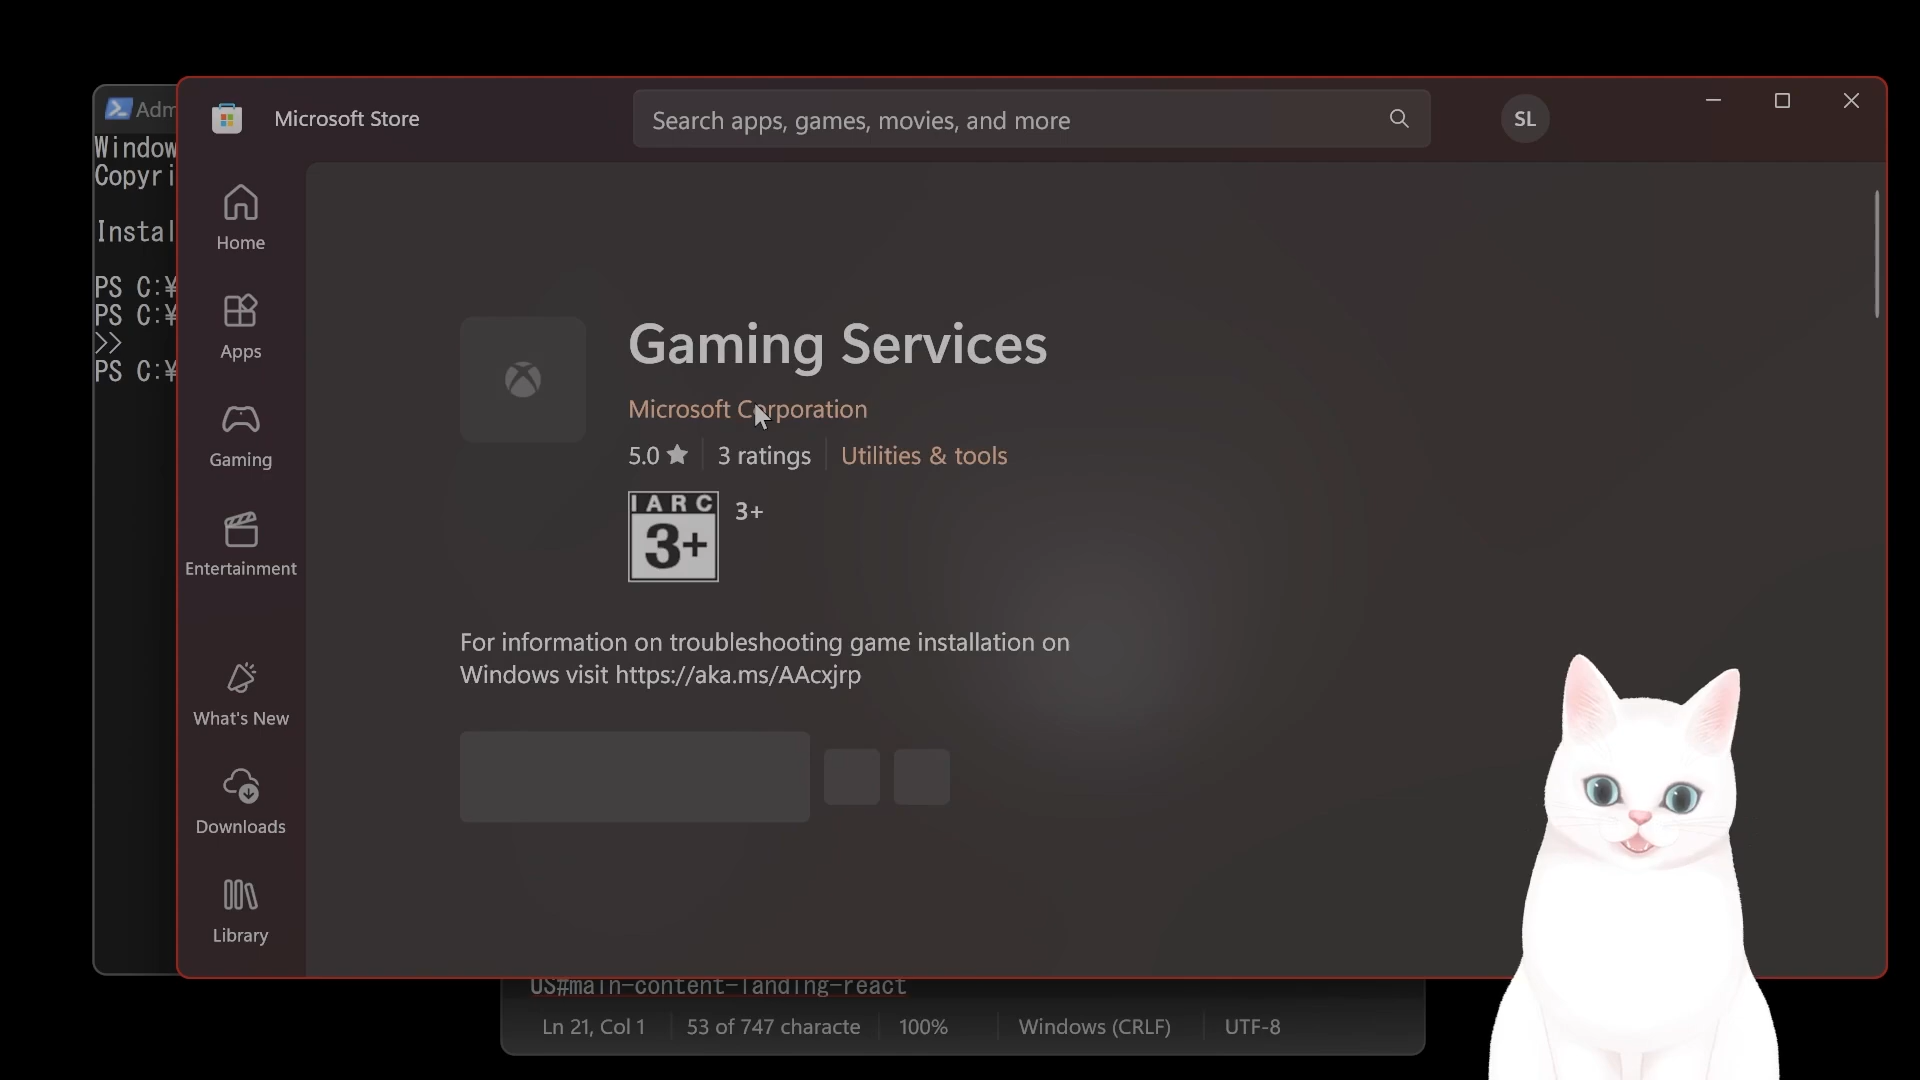 Adm
Microsoft Store
Search apps, games, movies, and more
SL
Window
Copyri
Instal
PS C:¥
PS C:¥
>>
PS C:¥
Home
Apps
Gaming
Entertainment
What's New
Downloads
Library
Gaming Services
Microsoft Corporation
5.0 ★ 3 ratings Utilities & tools
IARC
3+
3+
For information on troubleshooting game installation on
Windows visit https://aka.ms/AAcxjrp
US#main-content-landing-react
Ln 21, Col 1 53 of 747 characte 100% Windows (CRLF) UTF-8